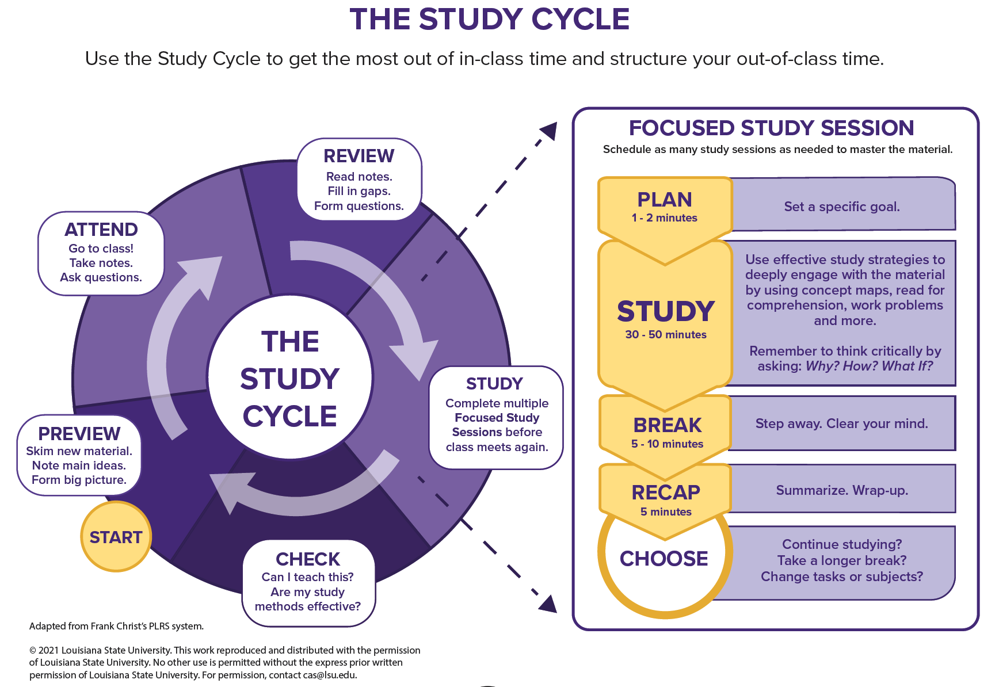 THE STUDY CYCLE
Use the Study Cycle to get the most out of in-class time and structure your out-of-class time.
REVIEW
Read notes.
Fill in gaps.
Form questions.
ATTEND
Go to class!
Take notes.
Ask questions.
THE
STUDY
CYCLE
STUDY
Complete multiple
Focused Study
Sessions before
class meets again.
PREVIEW
Skim new material.
Note main ideas.
Form big picture.
START
CHECK
Can I teach this?
Are my study
methods effective?
FOCUSED STUDY SESSION
Schedule as many study sessions as needed to master the material.
PLAN
1 - 2 minutes
Set a specific goal.
STUDY
30 - 50 minutes
Use effective study strategies to
deeply engage with the material
by using concept maps, read for
comprehension, work problems
and more.
Remember to think critically by
asking: Why? How? What If?
BREAK
5 - 10 minutes
Step away. Clear your mind.
RECAP
5 minutes
Summarize. Wrap-up.
CHOOSE
Continue studying?
Take a longer break?
Change tasks or subjects?
Adapted from Frank Christ's PLRS system.
© 2021 Louisiana State University. This work reproduced and distributed with the permission
of Louisiana State University. No other use is permitted without the express prior written
permission of Louisiana State University. For permission, contact cas@lsu.edu.